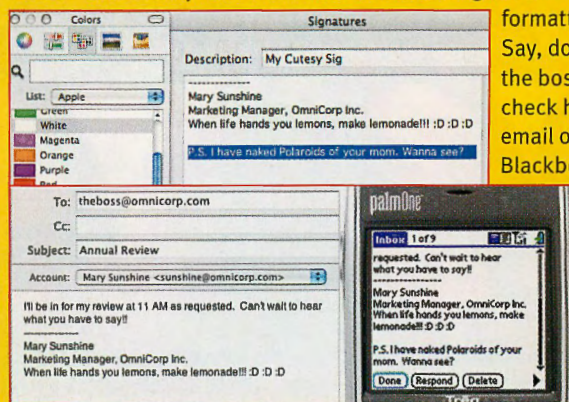 Colors
List: Apple
Green
White
Magenta
Orange
Purple
Red
Signatures
Description: My Cutesy Sig
---------------
Mary Sunshine
Marketing Manager, OmniCorp Inc.
When life hands you lemons, make lemonade!!! :D :D :D
P.S. I have naked Polaroids of your mom. Wanna see?
formatt
Say, do
the bos
check h
email o
Blackb
To: theboss@omnicorp.com
Cc:
Subject: Annual Review
Account: Mary Sunshine <sunshine@omnicorp.com>
I'll be in for my review at 11 AM as requested. Can't wait to hear
what you have to say!!
---------------
Mary Sunshine
Marketing Manager, OmniCorp Inc.
When life hands you lemons, make lemonade!!! :D :D :D
palmOne
Inbox 1 of 9
requested. Can't wait to hear
what you have to say!!
---------------
Mary Sunshine
Marketing Manager, OmniCorp Inc.
When life hands you lemons, make
lemonade!!! :D :D :D
P.S. I have naked Polaroids of your
mom. Wanna see?
Done Respond Delete
Treo